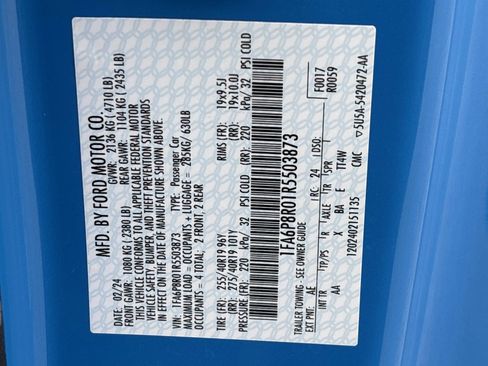 MFD. BY FORD MOTOR CO.
DATE: 02/24 GVWR: 2136 KG ( 4710 LB)
FRONT GAWR: 1080 KG ( 2380 LB) REAR GAWR: 1104 KG ( 2435 LB)
THIS VEHICLE CONFORMS TO ALL APPLICABLE FEDERAL MOTOR
VEHICLE SAFETY, BUMPER, AND THEFT PREVENTION STANDARDS
IN EFFECT ON THE DATE OF MANUFACTURE SHOWN ABOVE.
VIN: 1FA6P8R01R5503873 TYPE: Passenger Car
MAXIMUM LOAD = OCCUPANTS + LUGGAGE = 285KG/ 630LB
OCCUPANTS = 4 TOTAL; 2 FRONT 2 REAR
TIRE (FR): 255/40R19 96Y RIMS (FR): 19x9.5J
(RR): 275/40R19 101Y (RR): 19x10.0J
PRESSURE (FR): 220 kPa/ 32 PSI COLD (RR): 220 kPa/ 32 PSI COLD
1FA6P8R01R5503873
F0017
R0059
TRAILER TOWING - SEE OWNER GUIDE
EXT PNT: AE RC: 24 DSO:
INT TR TP/PS R AXLE TR SPR
AA X BA E TT4W
1202402151135 CMC ▽5U5A-5420472-AA